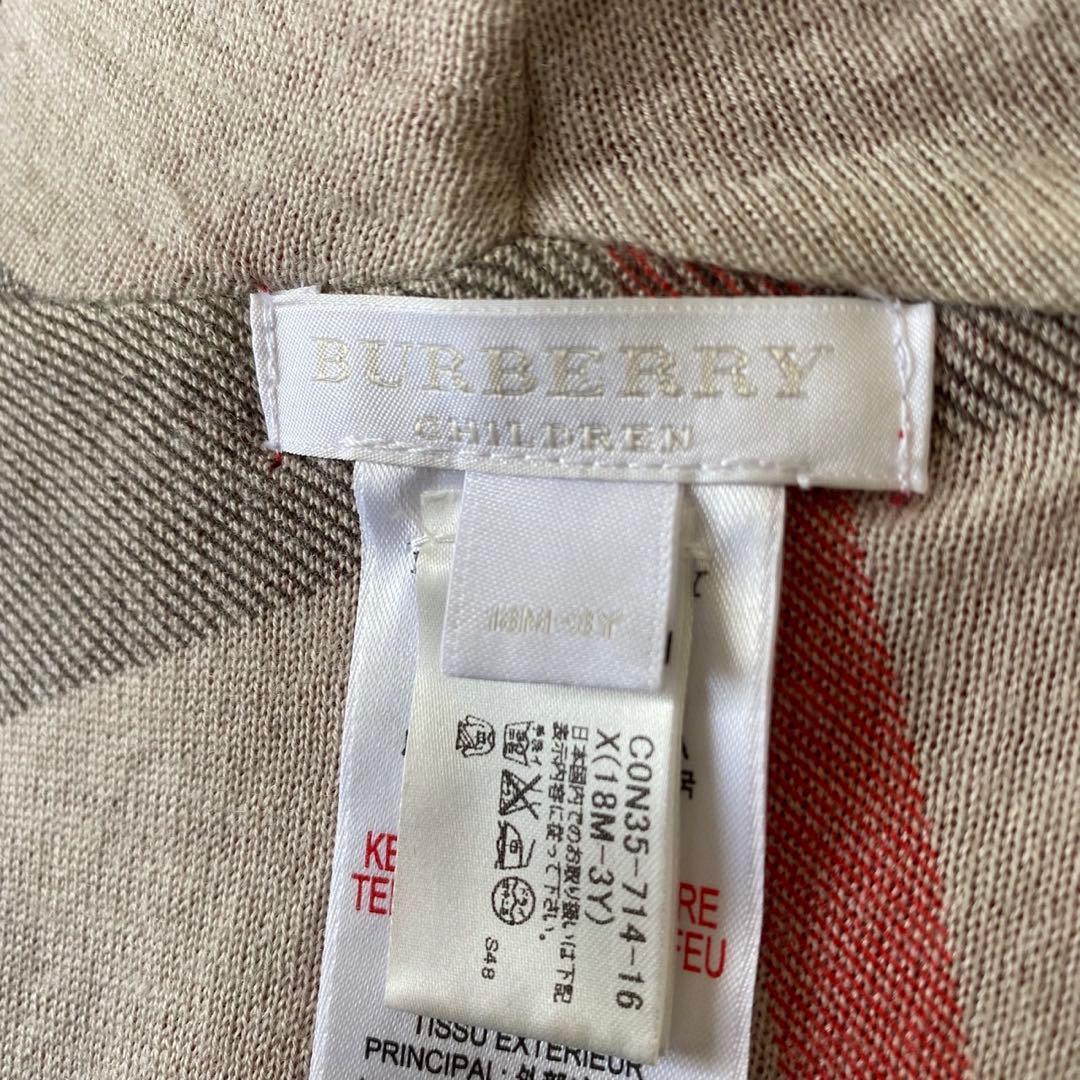 BURBERRY
CHILDREN
18M-3Y
C0N35-714-16
X(18M-3Y)
日本国内でのお取り扱いは下記
表示内容に従って下さい。
S48
KE
RE
TE
FEU
TISSU EXTERIEUR
PRINCIPAL: 外部